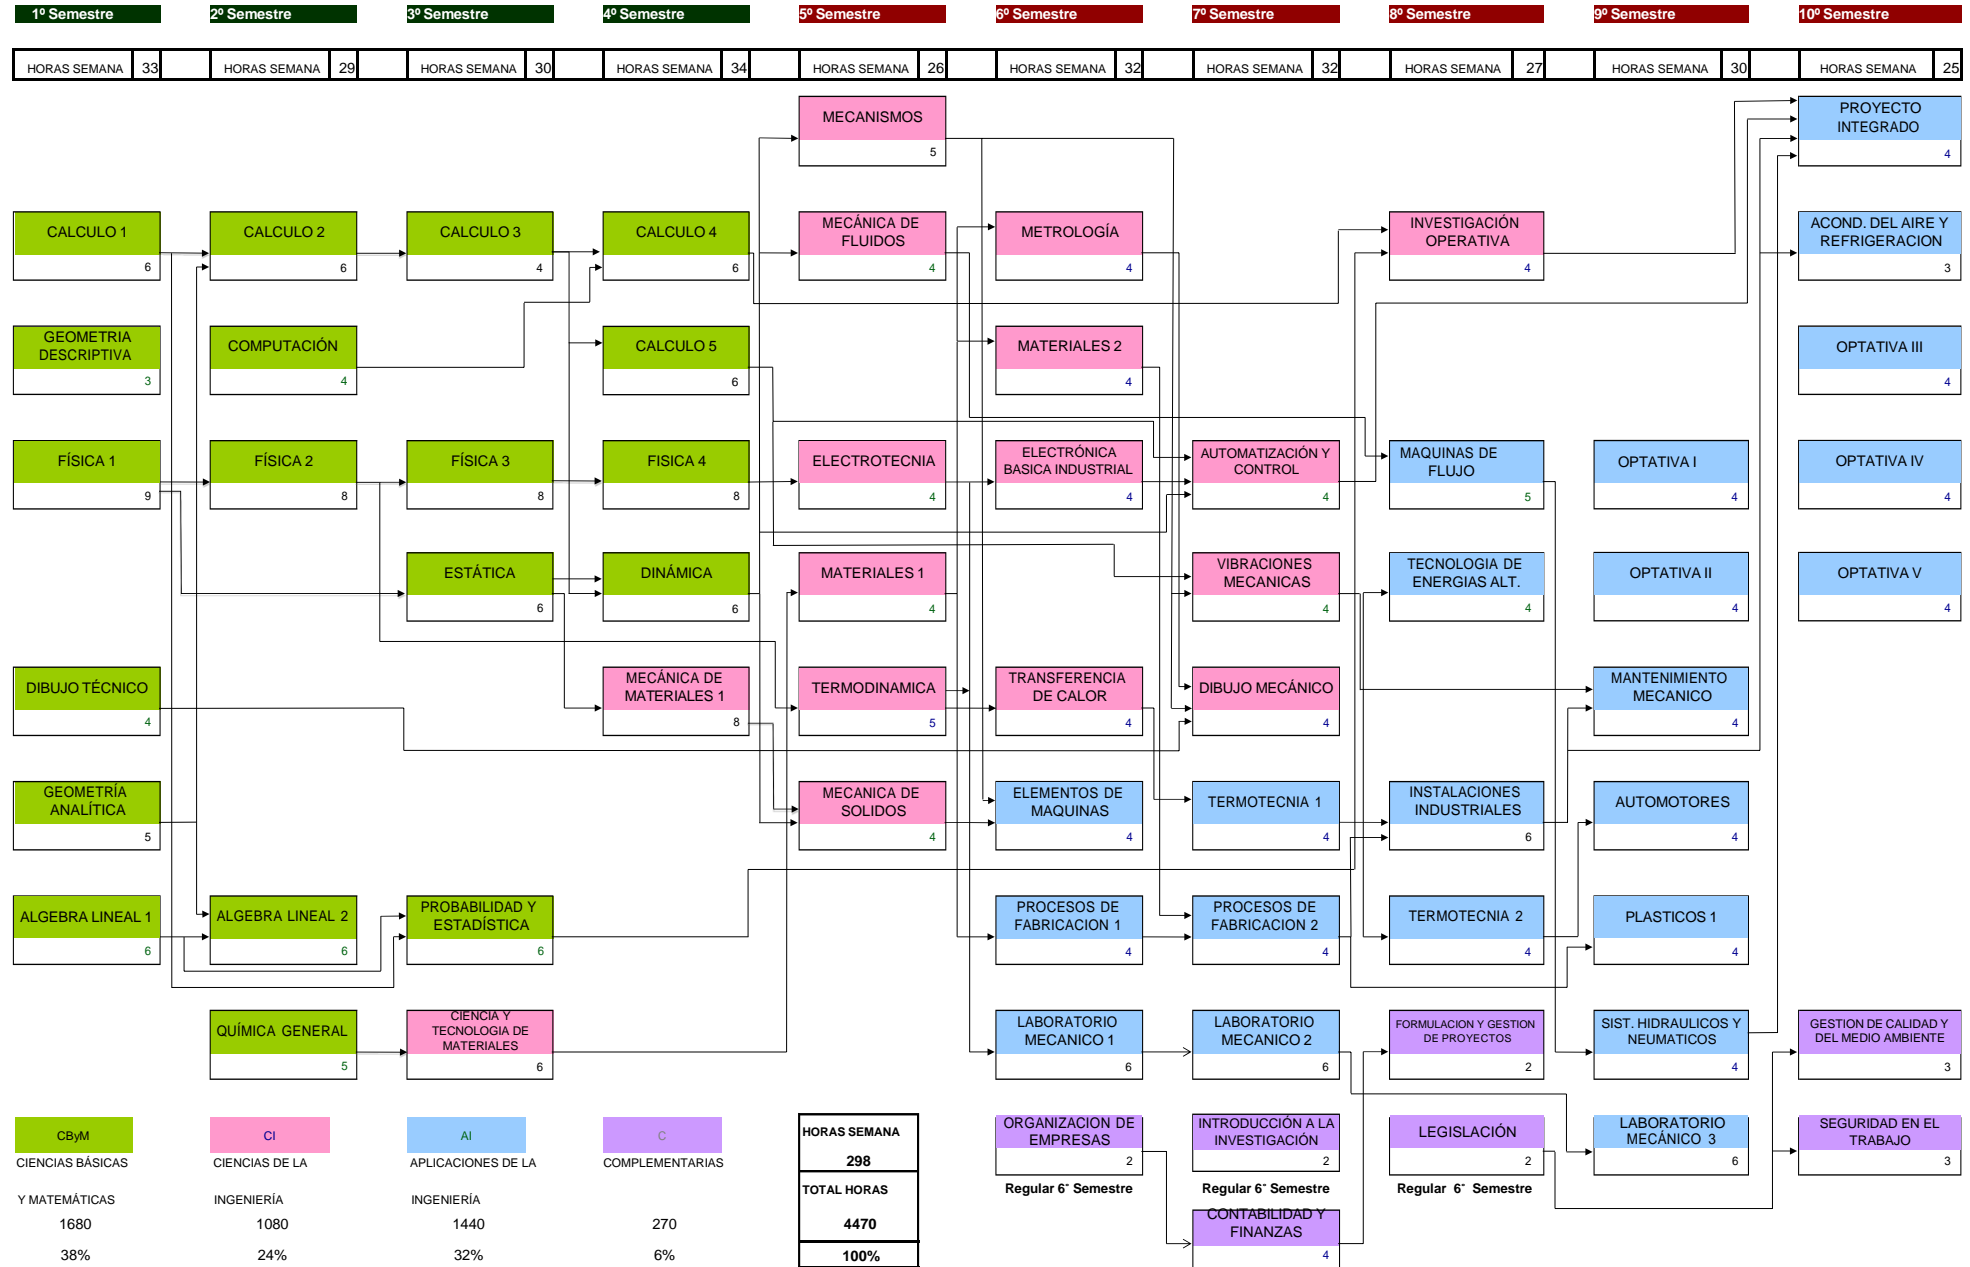 1º Semestre
2º Semestre
3º Semestre
4º Semestre
5º Semestre
6º Semestre
7º Semestre
8º Semestre
9º Semestre
10º Semestre
HORAS SEMANA 33
HORAS SEMANA 29
HORAS SEMANA 30
HORAS SEMANA 34
HORAS SEMANA 26
HORAS SEMANA 32
HORAS SEMANA 32
HORAS SEMANA 27
HORAS SEMANA 30
HORAS SEMANA 25
MECANISMOS
5
PROYECTO
INTEGRADO
4
CALCULO 1
6
CALCULO 2
6
CALCULO 3
4
CALCULO 4
6
MECÁNICA DE
FLUIDOS
4
METROLOGÍA
4
INVESTIGACIÓN
OPERATIVA
4
ACOND. DEL AIRE Y
REFRIGERACION
3
GEOMETRIA
DESCRIPTIVA
3
COMPUTACIÓN
4
CALCULO 5
6
MATERIALES 2
4
OPTATIVA III
4
FÍSICA 1
9
FÍSICA 2
8
FÍSICA 3
8
FISICA 4
8
ELECTROTECNIA
4
ELECTRÓNICA
BASICA INDUSTRIAL
4
AUTOMATIZACIÓN Y
CONTROL
4
MAQUINAS DE
FLUJO
5
OPTATIVA I
4
OPTATIVA IV
4
ESTÁTICA
6
DINÁMICA
6
MATERIALES 1
4
VIBRACIONES
MECANICAS
4
TECNOLOGIA DE
ENERGIAS ALT.
4
OPTATIVA II
4
OPTATIVA V
4
DIBUJO TÉCNICO
4
MECÁNICA DE
MATERIALES 1
8
TERMODINAMICA
5
TRANSFERENCIA
DE CALOR
4
DIBUJO MECÁNICO
4
MANTENIMIENTO
MECANICO
4
GEOMETRÍA
ANALÍTICA
5
MECANICA DE
SOLIDOS
4
ELEMENTOS DE
MAQUINAS
4
TERMOTECNIA 1
4
INSTALACIONES
INDUSTRIALES
6
AUTOMOTORES
4
ALGEBRA LINEAL 1
6
ALGEBRA LINEAL 2
6
PROBABILIDAD Y
ESTADÍSTICA
6
PROCESOS DE
FABRICACION 1
4
PROCESOS DE
FABRICACION 2
4
TERMOTECNIA 2
4
PLASTICOS 1
4
QUÍMICA GENERAL
5
CIENCIA Y
TECNOLOGIA DE
MATERIALES
6
LABORATORIO
MECANICO 1
6
LABORATORIO
MECANICO 2
6
FORMULACION Y GESTION
DE PROYECTOS
2
SIST. HIDRAULICOS Y
NEUMATICOS
4
GESTION DE CALIDAD Y
DEL MEDIO AMBIENTE
3
ORGANIZACION DE
EMPRESAS
2
Regular 6˚ Semestre
INTRODUCCIÓN A LA
INVESTIGACIÓN
2
Regular 6˚ Semestre
LEGISLACIÓN
2
Regular 6˚ Semestre
LABORATORIO
MECÁNICO 3
6
SEGURIDAD EN EL
TRABAJO
3
CONTABILIDAD Y
FINANZAS
4
CByM
CIENCIAS BÁSICAS
Y MATEMÁTICAS
1680
38%
CI
CIENCIAS DE LA
INGENIERÍA
1080
24%
AI
APLICACIONES DE LA
INGENIERÍA
1440
32%
C
COMPLEMENTARIAS
270
6%
HORAS SEMANA
298
TOTAL HORAS
4470
100%